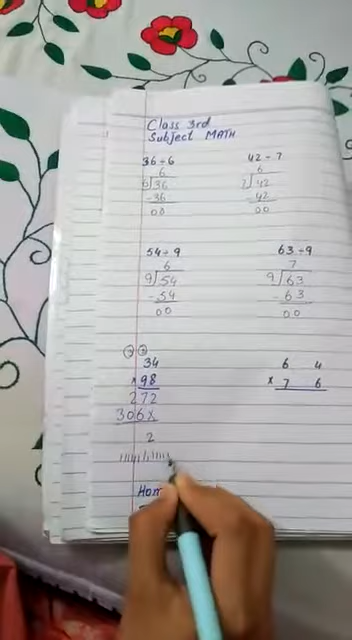 Class 3rd
Subject MATH
36÷6 42÷7
6 6
6)36 7)42
-36 -42
00 00
54÷9 63÷9
6 7
9)54 9)63
-54 -63
00 00
34 6 4
×98 × 7 6
272
306×
2
Hom